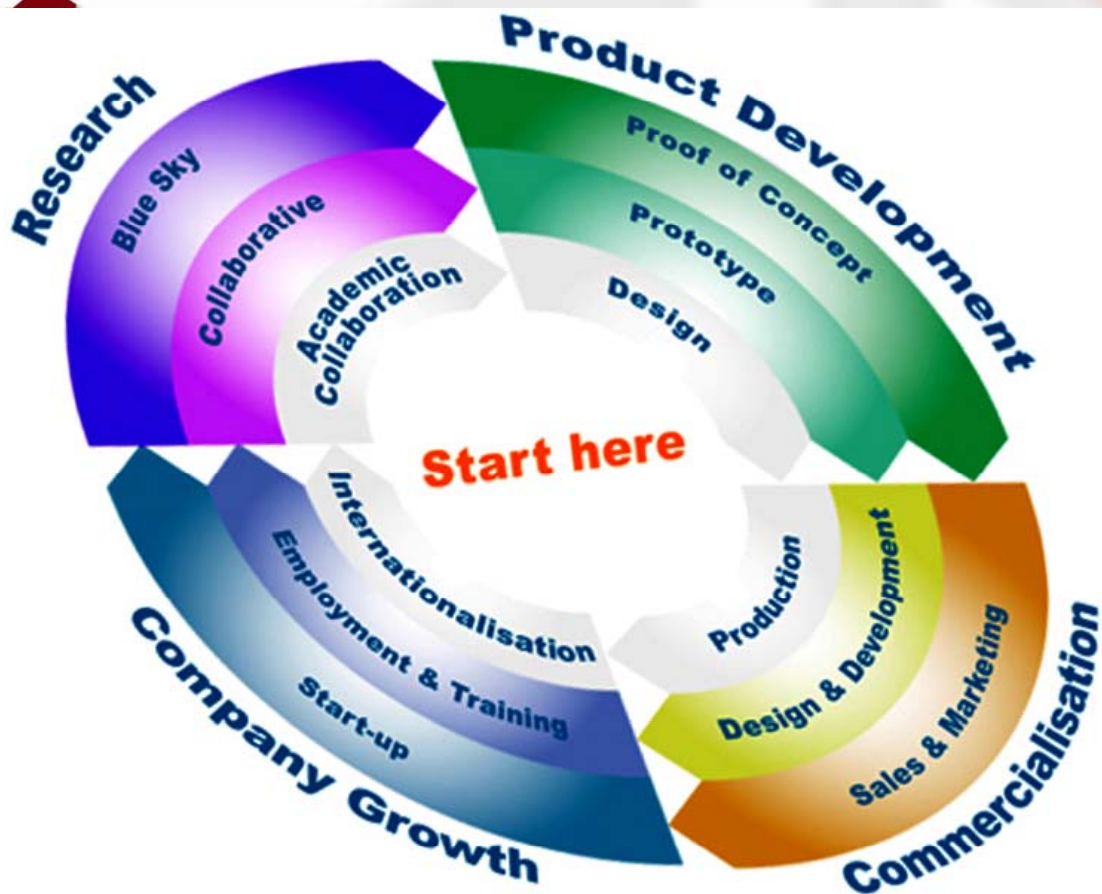 Research
Blue Sky
Collaborative
Academic
Collaboration
Product Development
Proof of Concept
Prototype
Design
Start here
Commercialisation
Sales & Marketing
Design & Development
Production
Company Growth
Start-up
Employment & Training
Internationalisation